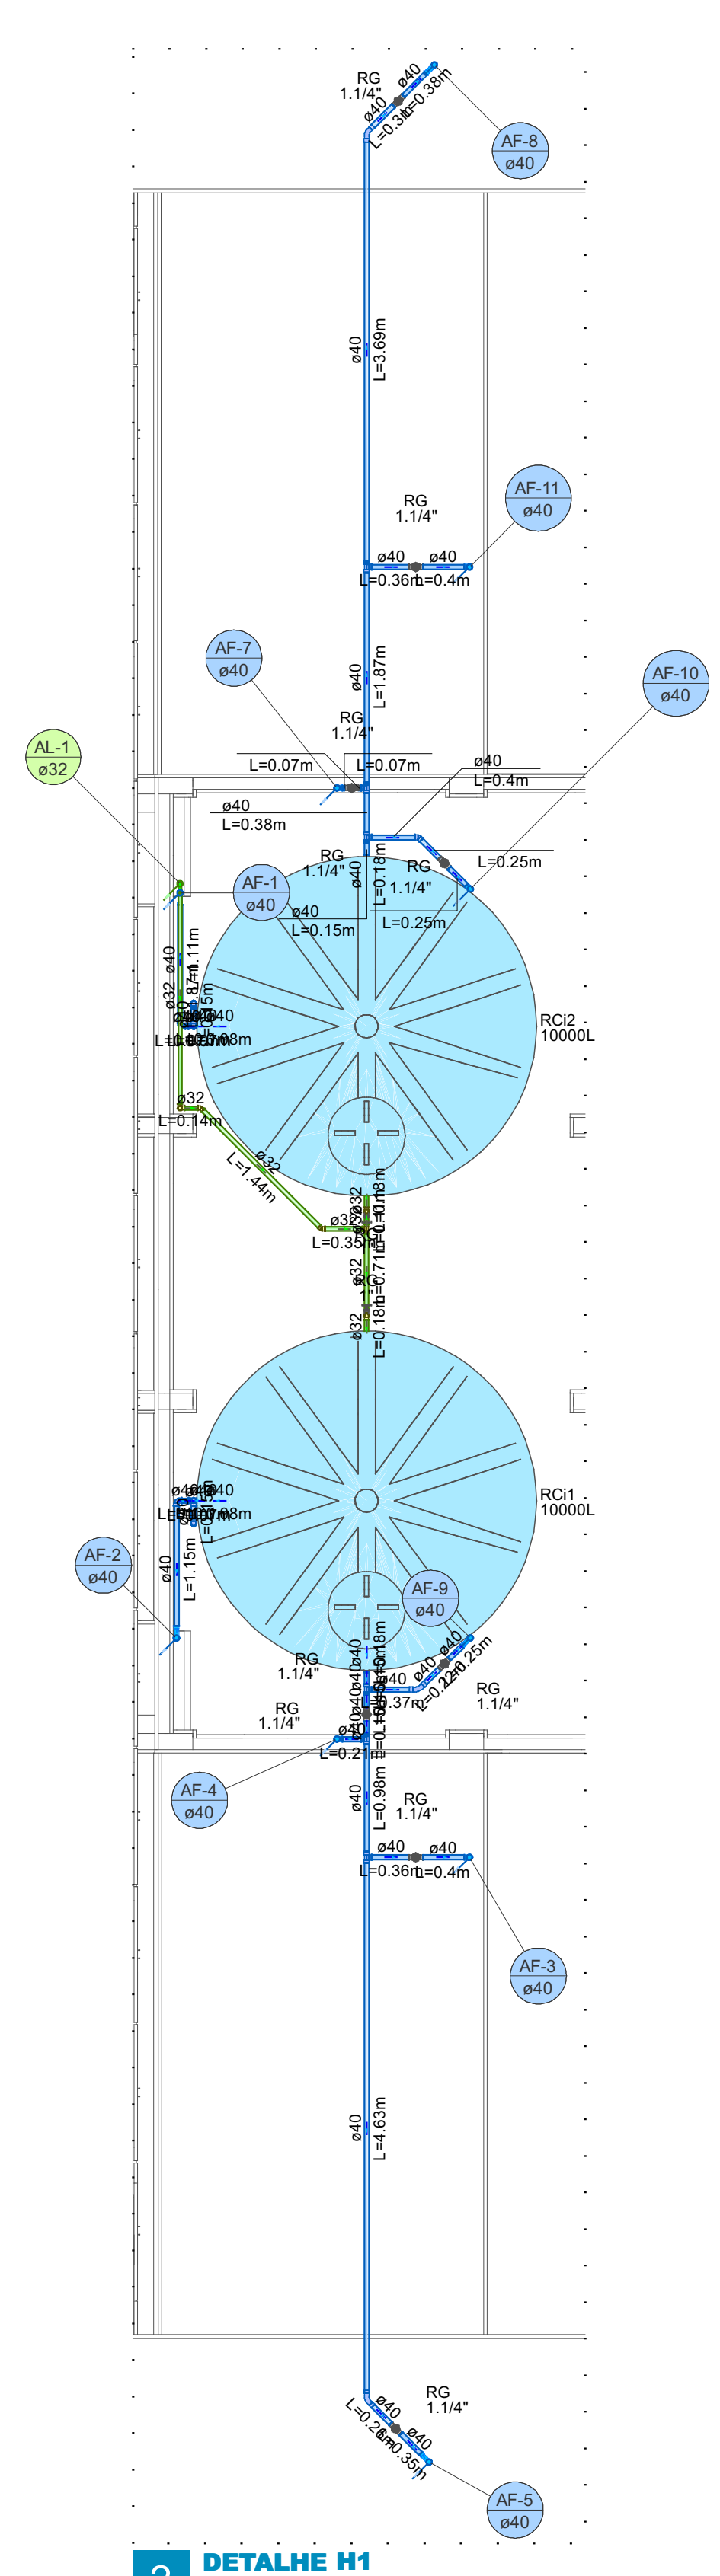 ø40
RG
1.1/4"
ø40
L=0.38m
AF-8
ø40
ø40
L=3.69m
AF-11
ø40
RG
1.1/4"
ø40
ø40
L=0.36m
L=0.4m
AF-7
ø40
ø40
L=1.87m
AF-10
ø40
RG
1.1/4"
AL-1
ø32
L=0.07m
L=0.07m
ø40
L=0.4m
ø40
L=0.38m
RG
1.1/4"
ø40
L=0.18m
RG
1.1/4"
L=0.25m
AF-1
ø40
ø40
L=0.15m
L=0.25m
ø40
ø32
RCi2
10000L
ø32
L=0.14m
ø32
L=1.44m
ø32
ø32
L=0.35m
ø32
L=0.71m
ø32
L=0.18m
RCi1
10000L
AF-2
ø40
ø40
L=1.15m
AF-9
ø40
RG
1.1/4"
ø40
ø40
ø40
L=0.25m
L=0.37m
RG
1.1/4"
RG
1.1/4"
ø40
L=0.21m
AF-4
ø40
ø40
L=0.98m
RG
1.1/4"
ø40
ø40
L=0.36m
L=0.4m
AF-3
ø40
ø40
L=4.63m
RG
1.1/4"
ø40
ø40
L=0.35m
AF-5
ø40
DETALHE H1